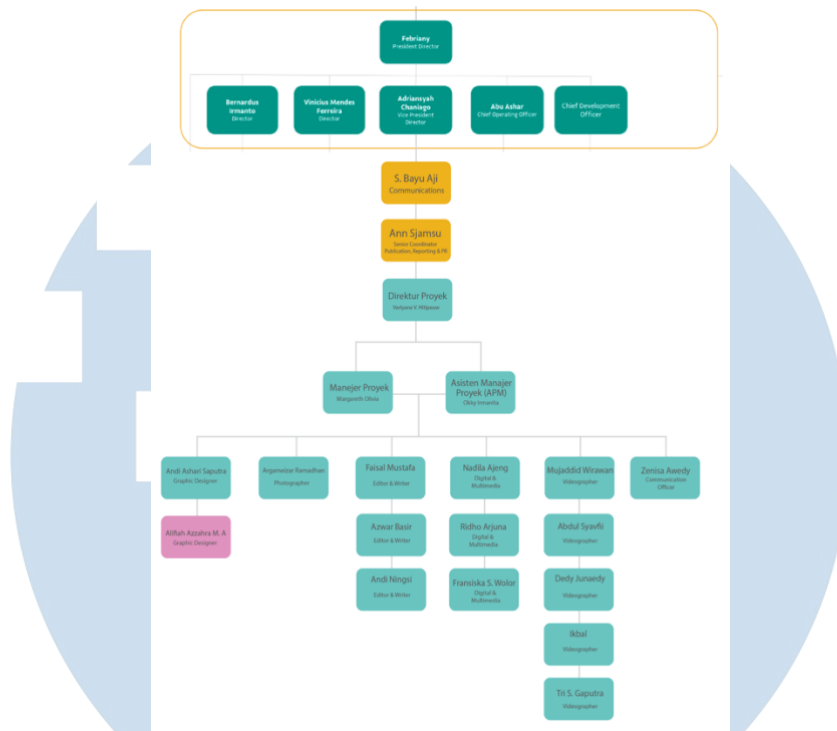 Febriany
President Director
Bernardus
Irmanto
Director
Vinicius Mendes
Ferreira
Director
Adriansyah
Chaniago
Vice President
Director
Abu Ashar
Chief Operating Officer
Chief Development
Officer
S. Bayu Aji
Communications
Ann Sjamsu
Senior Coordinator
Publication, Reporting & PR
Direktur Proyek
Manejer Proyek
Margareth Olivia
Asisten Manajer
Proyek (APM)
Okky Irmanita
Andi Ashari Saputra
Graphic Designer
Argameizar Ramadhan
Photographer
Faisal Mustafa
Editor & Writer
Nadila Ajeng
Digital &
Multimedia
Mujaddid Wirawan
Videographer
Zenisa Awedy
Communication
Officer
Alifiah Azzahra M. A
Graphic Designer
Azwar Basir
Editor & Writer
Ridho Arjuna
Digital &
Multimedia
Abdul Syavfii
Videographer
Andi Ningsi
Editor & Writer
Fransiska S. Wolor
Digital &
Multimedia
Dedy Junaedy
Videographer
Ikbal
Videographer
Tri S. Gaputra
Videographer